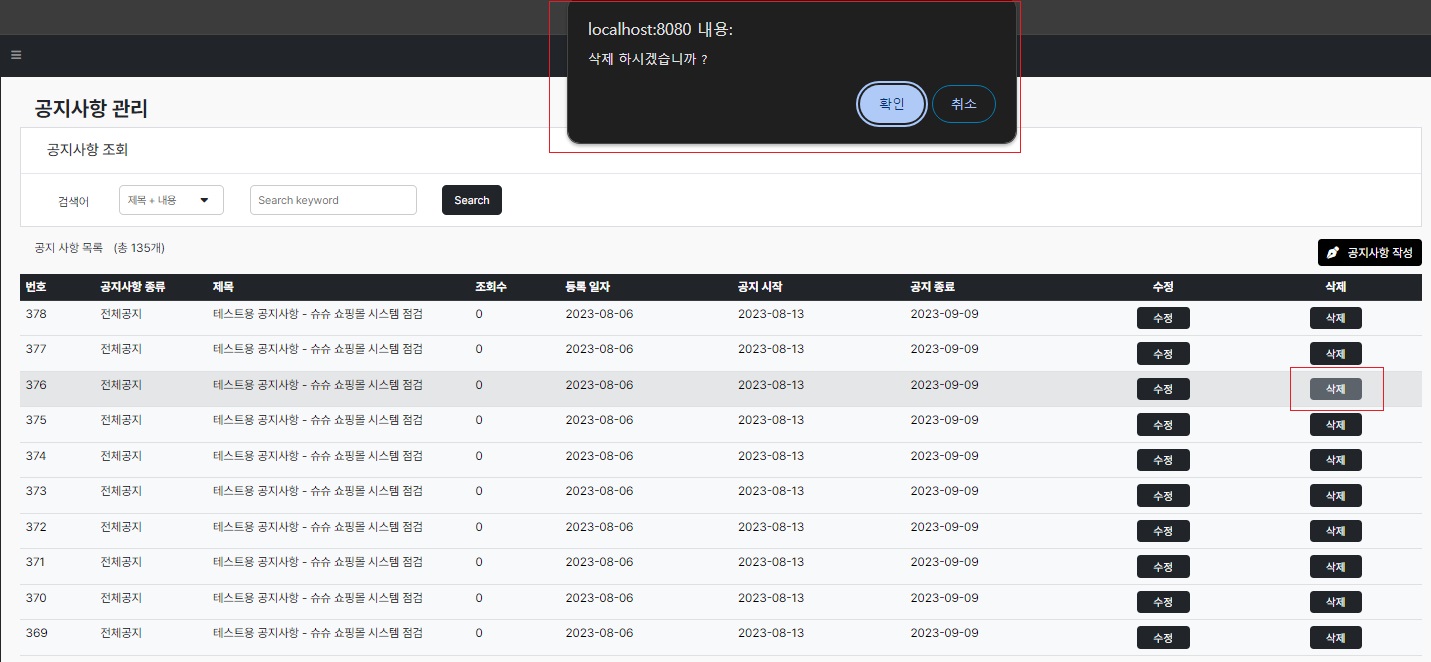 localhost:8080 내용:
삭제 하시겠습니까 ?
확인 취소
공지사항 관리
공지사항 조회
검색어 제목 + 내용 Search keyword Search
공지 사항 목록 (총 135개) 공지사항 작성
번호 공지사항 종류 제목 조회수 등록 일자 공지 시작 공지 종료 수정 삭제
378 전체공지 테스트용 공지사항 - 슈슈 쇼핑몰 시스템 점검 0 2023-08-06 2023-08-13 2023-09-09 수정 삭제
377 전체공지 테스트용 공지사항 - 슈슈 쇼핑몰 시스템 점검 0 2023-08-06 2023-08-13 2023-09-09 수정 삭제
376 전체공지 테스트용 공지사항 - 슈슈 쇼핑몰 시스템 점검 0 2023-08-06 2023-08-13 2023-09-09 수정 삭제
375 전체공지 테스트용 공지사항 - 슈슈 쇼핑몰 시스템 점검 0 2023-08-06 2023-08-13 2023-09-09 수정 삭제
374 전체공지 테스트용 공지사항 - 슈슈 쇼핑몰 시스템 점검 0 2023-08-06 2023-08-13 2023-09-09 수정 삭제
373 전체공지 테스트용 공지사항 - 슈슈 쇼핑몰 시스템 점검 0 2023-08-06 2023-08-13 2023-09-09 수정 삭제
372 전체공지 테스트용 공지사항 - 슈슈 쇼핑몰 시스템 점검 0 2023-08-06 2023-08-13 2023-09-09 수정 삭제
371 전체공지 테스트용 공지사항 - 슈슈 쇼핑몰 시스템 점검 0 2023-08-06 2023-08-13 2023-09-09 수정 삭제
370 전체공지 테스트용 공지사항 - 슈슈 쇼핑몰 시스템 점검 0 2023-08-06 2023-08-13 2023-09-09 수정 삭제
369 전체공지 테스트용 공지사항 - 슈슈 쇼핑몰 시스템 점검 0 2023-08-06 2023-08-13 2023-09-09 수정 삭제